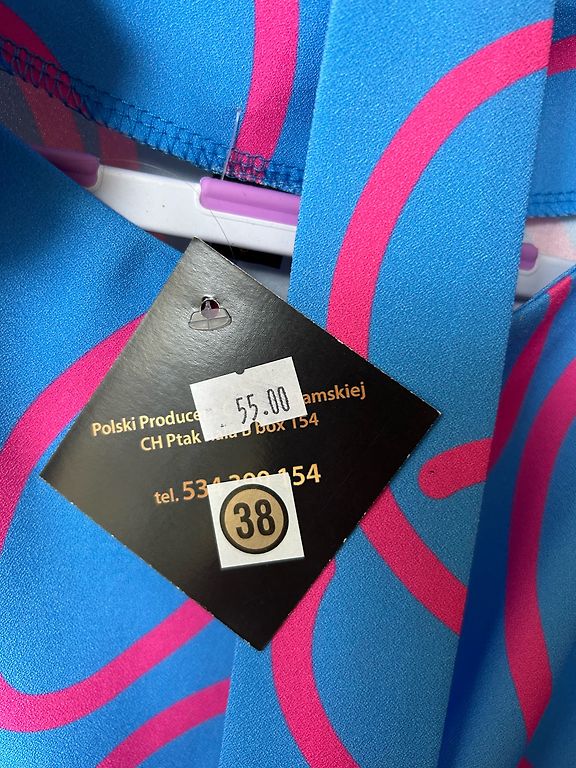 55.00
Polski Produce amskiej
CH Ptak box 154
tel. 534 154
38